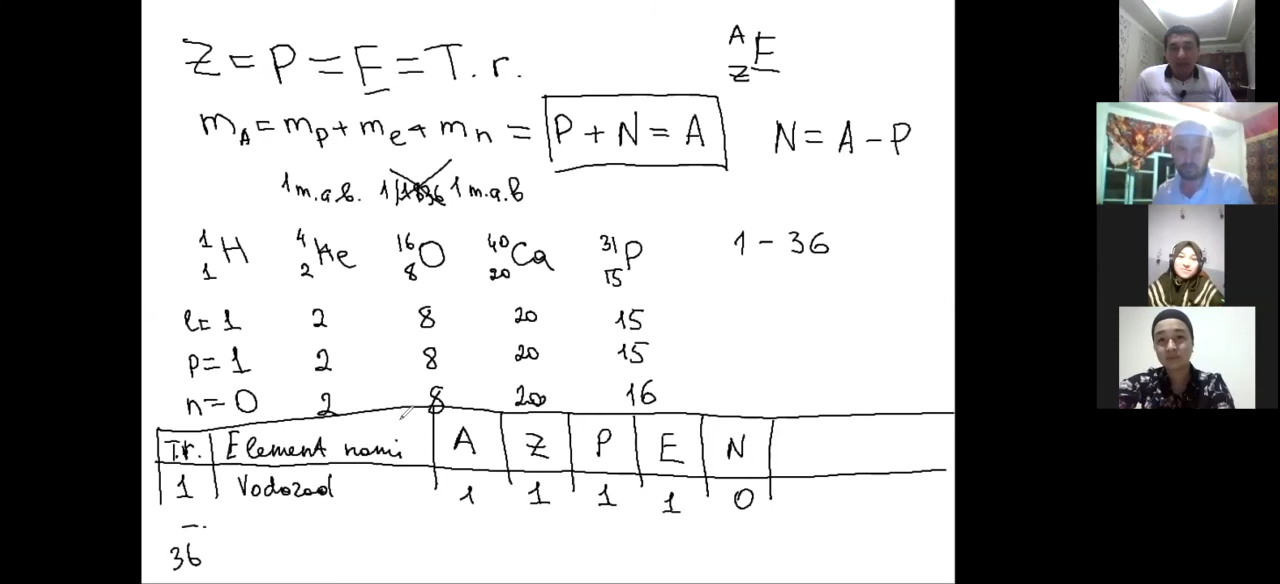 Z = P = E = T.r.
A
Z E
m_A = m_p + m_e + m_n = P + N = A
N = A - P
1 m.a.b. 1/1836 1 m.a.b
1 1 H 4 2 He 16 8 O 40 20 Ca 31 15 P
1 - 36
e = 1 2 8 20 15
p = 1 2 8 20 15
n = 0 2 8 20 16
T.r. Element nomi A Z P E N
1 Vodorod 1 1 1 1 0
...
36